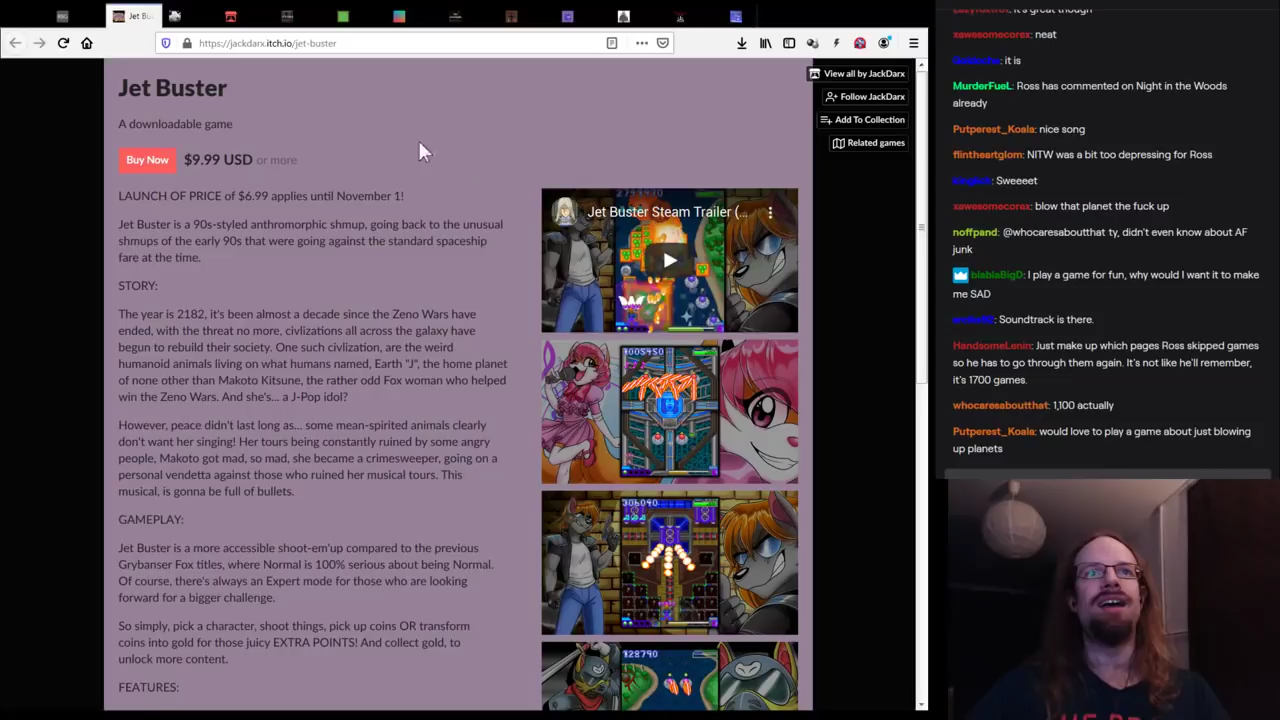 Jet Bu
https://jackdarx.itch.io/jet-buster
View all by JackDarx
Follow JackDarx
Add To Collection
Related games
Jet Buster
A downloadable game
Buy Now $9.99 USD or more
LAUNCH OF PRICE of $6.99 applies until November 1!
Jet Buster is a 90s-styled anthromorphic shmup, going back to the unusual
shmups of the early 90s that were going against the standard spaceship
fare at the time.
STORY:
The year is 2182, it's been almost a decade since the Zeno Wars have
ended, with the threat no more, civlizations all across the galaxy have
begun to rebuild their society. One such civlization, are the weird
humanoid animals living on what humans named, Earth "J", the home planet
of none other than Makoto Kitsune, the rather odd Fox woman who helped
win the Zeno Wars. And she's... a J-Pop idol?
However, peace didn't last long as... some mean-spirited animals clearly
don't want her singing! Her tours being constantly ruined by some angry
people, Makoto got mad, so mad, she became a crimesweeper, going on a
personal vendetta against those who ruined her musical tours. This
musical, is gonna be full of bullets.
GAMEPLAY:
Jet Buster is a more accessible shoot-em'up compared to the previous
Grybanser Fox titles, where Normal is 100% serious about being Normal.
Of course, there's always an Expert mode for those who are looking
forward for a bigger challenge.
So simply, pick a character, shoot things, pick up coins OR transform
coins into gold for those juicy EXTRA POINTS! And collect gold, to
unlock more content.
FEATURES:
Jet Buster Steam Trailer (...
it's great though
neat
: it is
MurderFueL: Ross has commented on Night in the Woods
already
Putperest_Koala: nice song
flintheartglom: NITW was a bit too depressing for Ross
: Sweeeet
xawesomecorex: blow that planet the fuck up
noffpand: @whocaresaboutthat ty, didn't even know about AF
junk
blablaBigD: I play a game for fun, why would I want it to make
me SAD
: Soundtrack is there.
HandsomeLenin: Just make up which pages Ross skipped games
so he has to go through them again. It's not like he'll remember,
it's 1700 games.
whocaresaboutthat: 1,100 actually
Putperest_Koala: would love to play a game about just blowing
up planets